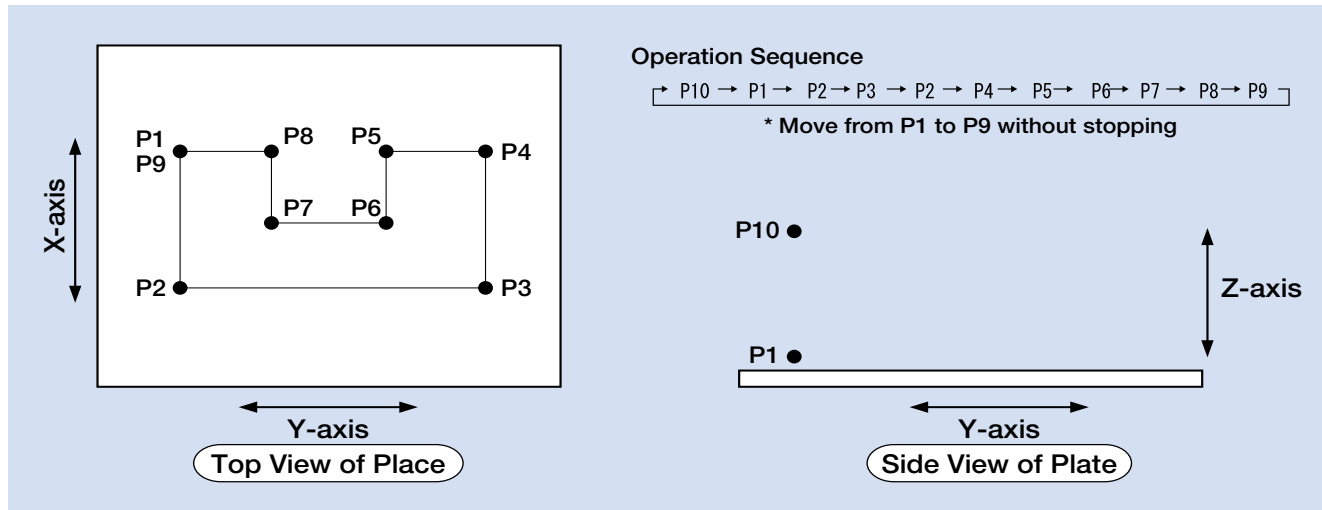 P1
P9
P8
P5
P4
P7
P6
P2
P3
X-axis
Y-axis
Top View of Place
Operation Sequence
P10 → P1 → P2 → P3 → P2 → P4 → P5 → P6 → P7 → P8 → P9
* Move from P1 to P9 without stopping
P10
P1
Z-axis
Y-axis
Side View of Plate